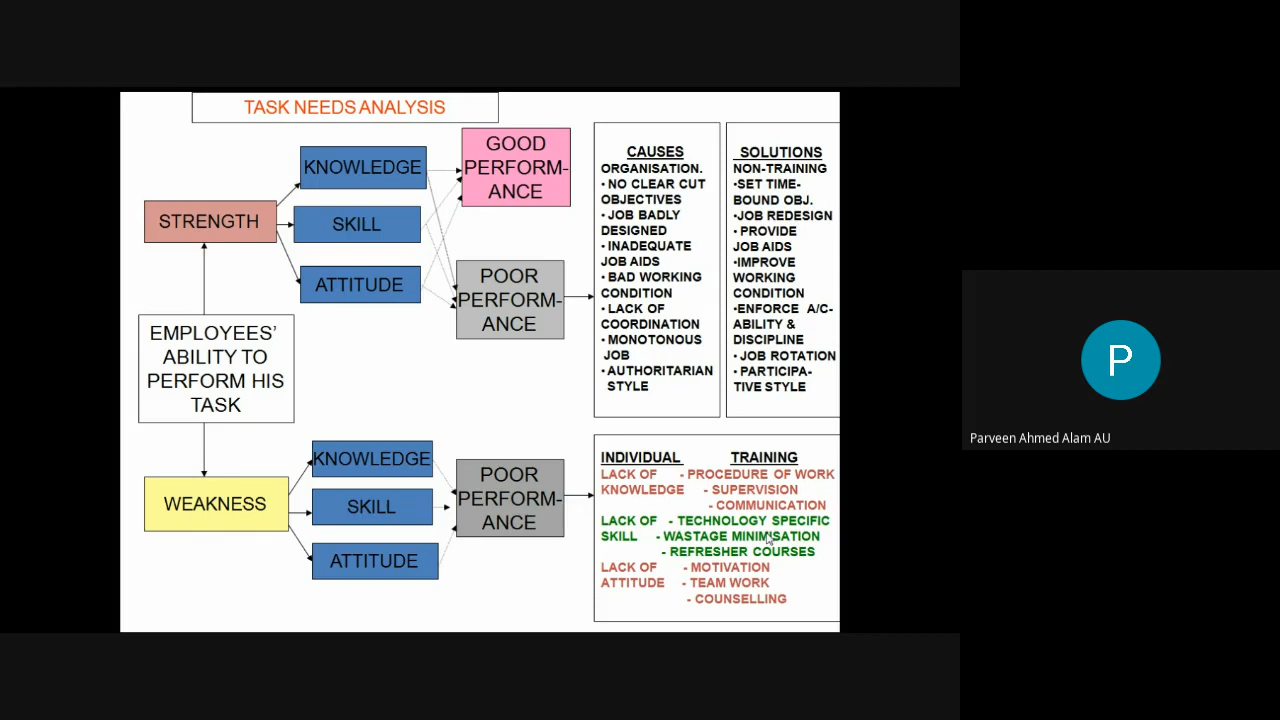 TASK NEEDS ANALYSIS
KNOWLEDGE
SKILL
ATTITUDE
STRENGTH
GOOD
PERFORM-
ANCE
POOR
PERFORM-
ANCE
EMPLOYEES'
ABILITY TO
PERFORM HIS
TASK
CAUSES
ORGANISATION.
• NO CLEAR CUT
OBJECTIVES
• JOB BADLY
DESIGNED
• INADEQUATE
JOB AIDS
• BAD WORKING
CONDITION
• LACK OF
COORDINATION
• MONOTONOUS
JOB
• AUTHORITARIAN
STYLE
SOLUTIONS
NON-TRAINING
•SET TIME-
BOUND OBJ.
•JOB REDESIGN
• PROVIDE
JOB AIDS
•IMPROVE
WORKING
CONDITION
•ENFORCE A/C-
ABILITY &
DISCIPLINE
• JOB ROTATION
• PARTICIPA-
TIVE STYLE
WEAKNESS
KNOWLEDGE
SKILL
ATTITUDE
POOR
PERFORM-
ANCE
INDIVIDUAL TRAINING
LACK OF - PROCEDURE OF WORK
KNOWLEDGE - SUPERVISION
- COMMUNICATION
LACK OF - TECHNOLOGY SPECIFIC
SKILL - WASTAGE MINIMISATION
- REFRESHER COURSES
LACK OF - MOTIVATION
ATTITUDE - TEAM WORK
- COUNSELLING
P
Parveen Ahmed Alam AU